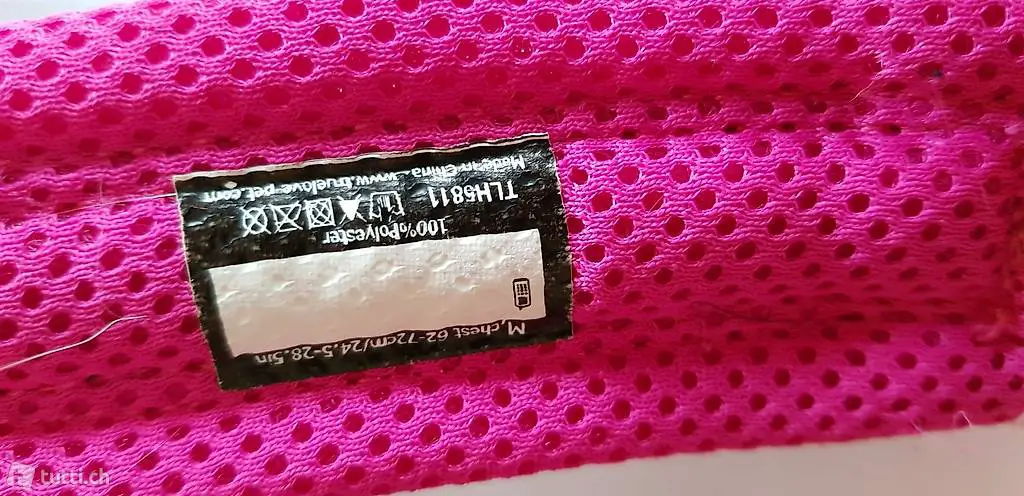 M,chest 62-72cm/24.5-28.5in
100%Polyester
TLH5811
Made in China www.truelove-pet.com
tutti.ch